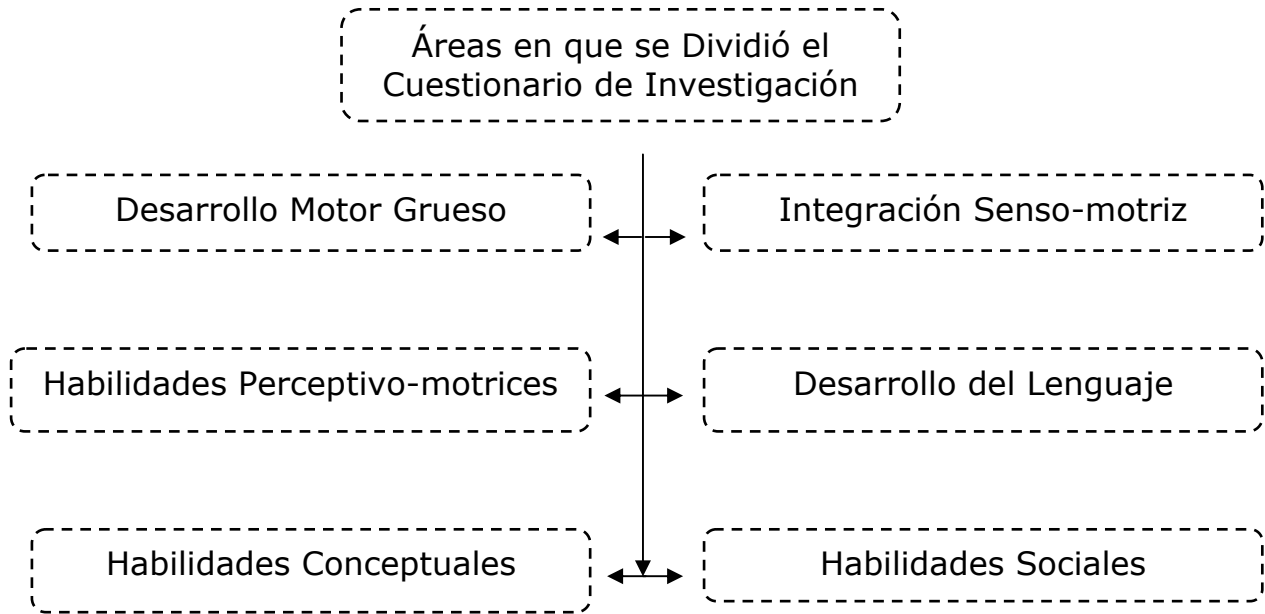 Áreas en que se Dividió el
Cuestionario de Investigación
Desarrollo Motor Grueso
Integración Senso-motriz
Habilidades Perceptivo-motrices
Desarrollo del Lenguaje
Habilidades Conceptuales
Habilidades Sociales